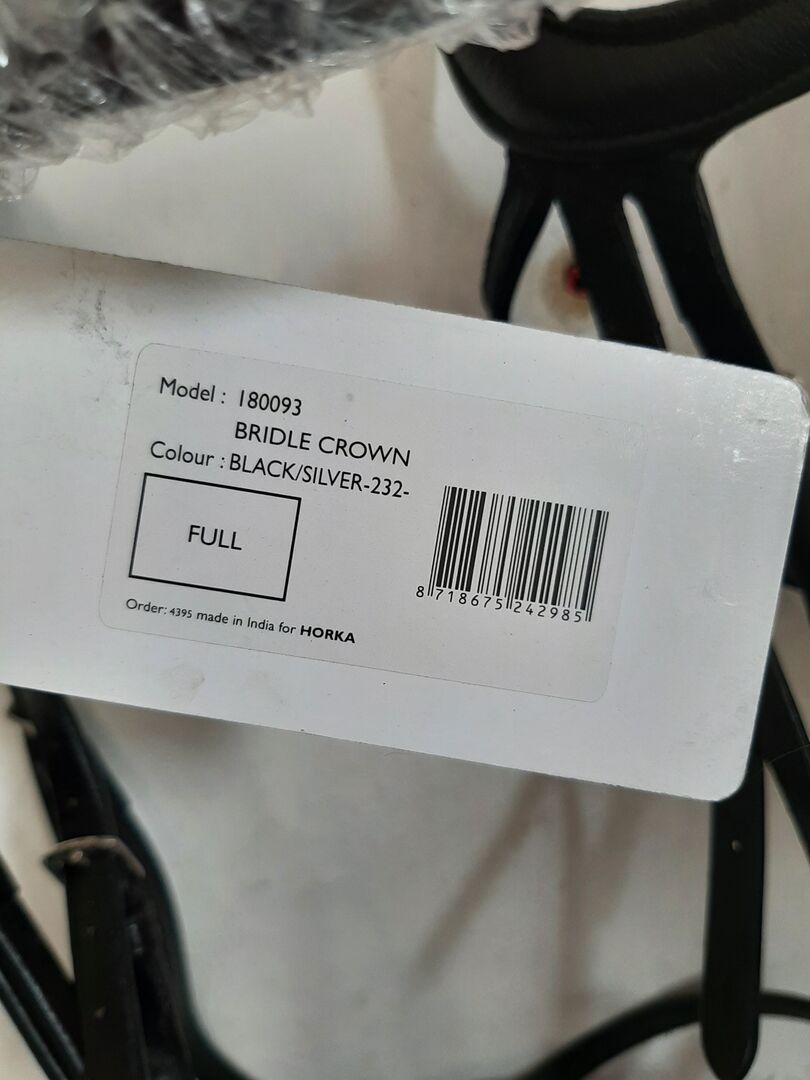 Model : 180093
BRIDLE CROWN
Colour : BLACK/SILVER-232-
FULL
8 718675 242985
Order: 4395 made in India for HORKA